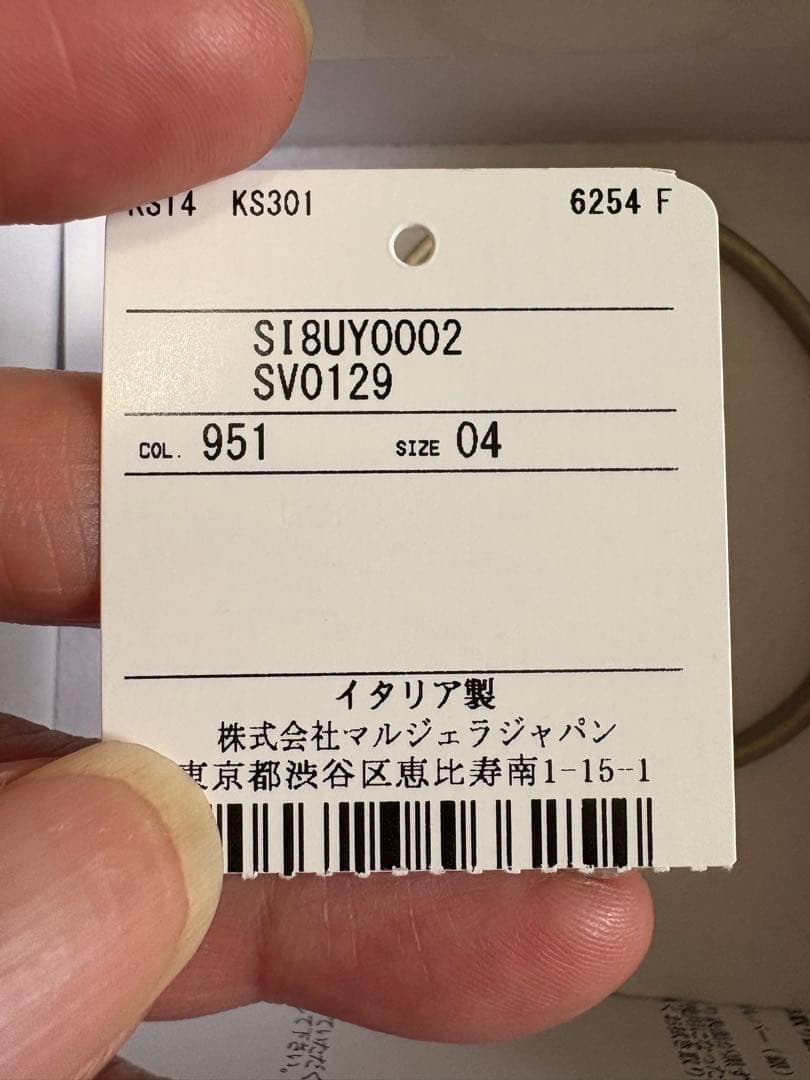 KS301 6254 F
SI8UY0002
SV0129
COL. 951 SIZE 04
イタリア製
株式会社マルジェラジャパン
東京都渋谷区恵比寿南1-15-1